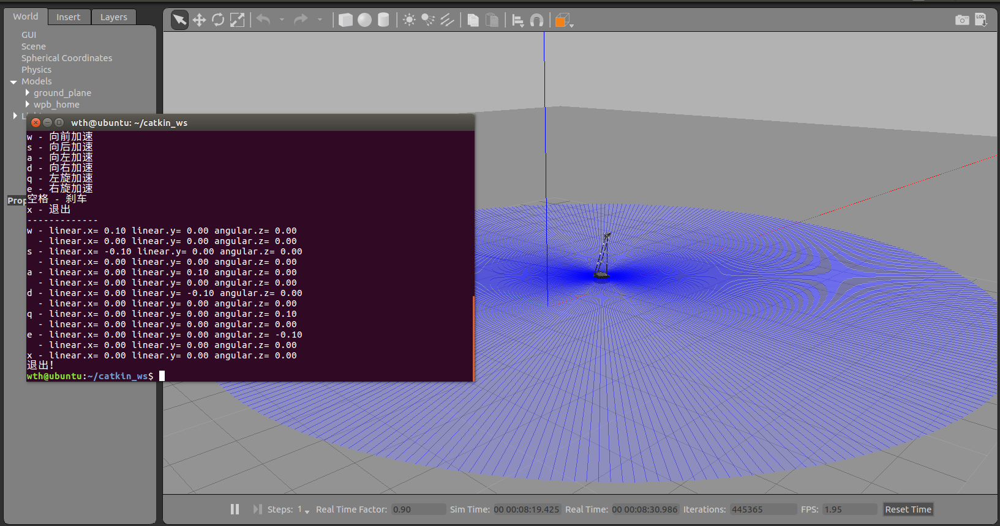 World Insert Layers
GUI
Scene
Spherical Coordinates
Physics
Models
ground_plane
wpb_home
wth@ubuntu: ~/catkin_ws
w - 向前加速
s - 向后加速
a - 向左加速
d - 向右加速
q - 左旋加速
e - 右旋加速
空格 - 刹车
x - 退出
-------------
w - linear.x= 0.10 linear.y= 0.00 angular.z= 0.00
- linear.x= 0.00 linear.y= 0.00 angular.z= 0.00
s - linear.x= -0.10 linear.y= 0.00 angular.z= 0.00
- linear.x= 0.00 linear.y= 0.00 angular.z= 0.00
a - linear.x= 0.00 linear.y= 0.10 angular.z= 0.00
- linear.x= 0.00 linear.y= 0.00 angular.z= 0.00
d - linear.x= 0.00 linear.y= -0.10 angular.z= 0.00
- linear.x= 0.00 linear.y= 0.00 angular.z= 0.00
q - linear.x= 0.00 linear.y= 0.00 angular.z= 0.10
- linear.x= 0.00 linear.y= 0.00 angular.z= 0.00
e - linear.x= 0.00 linear.y= 0.00 angular.z= -0.10
- linear.x= 0.00 linear.y= 0.00 angular.z= 0.00
x - linear.x= 0.00 linear.y= 0.00 angular.z= 0.00
退出!
wth@ubuntu:~/catkin_ws$
Prop
LOG
Steps: 1 Real Time Factor: 0.90 Sim Time: 00 00:08:19.425 Real Time: 00 00:08:30.986 Iterations: 445365 FPS: 1.95 Reset Time